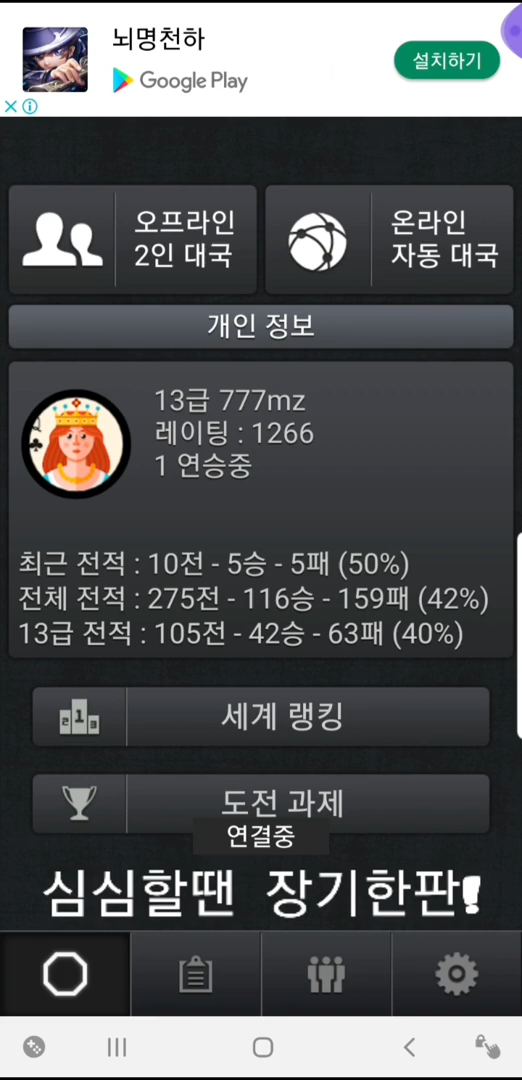 뇌명천하
Google Play
설치하기
오프라인
2인 대국
온라인
자동 대국
개인 정보
13급 777mz
레이팅 : 1266
1 연승중
최근 전적 : 10전 - 5승 - 5패 (50%)
전체 전적 : 275전 - 116승 - 159패 (42%)
13급 전적 : 105전 - 42승 - 63패 (40%)
2 1 3
세계 랭킹
도전 과제
연결중
심심할땐 장기한판!